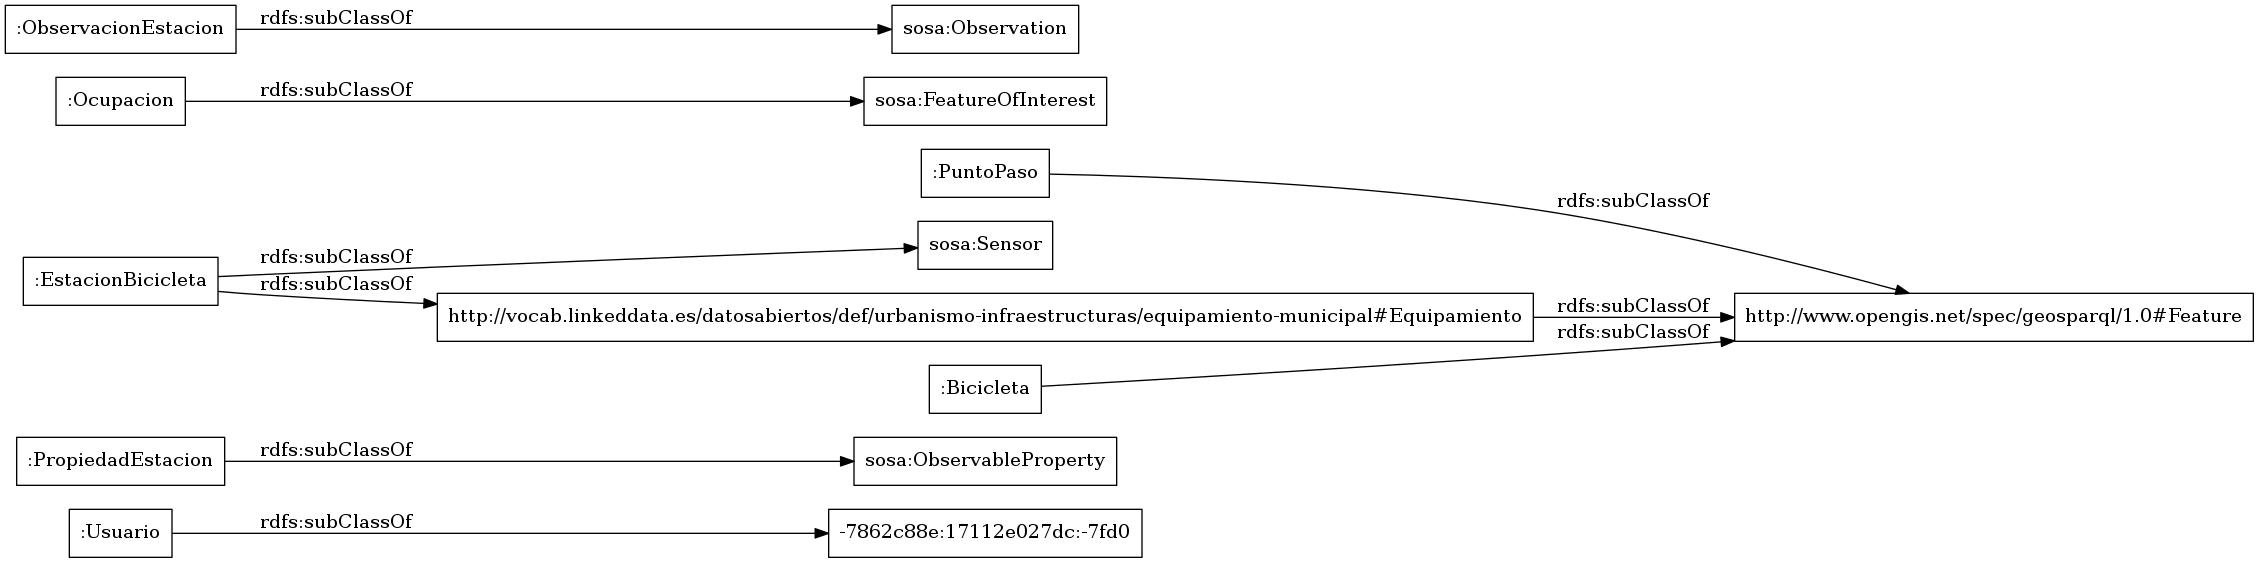 :ObservacionEstacion
rdfs:subClassOf
sosa:Observation
:Ocupacion
rdfs:subClassOf
sosa:FeatureOfInterest
:PuntoPaso
rdfs:subClassOf
:EstacionBicicleta
rdfs:subClassOf
sosa:Sensor
rdfs:subClassOf
http://vocab.linkeddata.es/datosabiertos/def/urbanismo-infraestructuras/equipamiento-municipal#Equipamiento
rdfs:subClassOf
http://www.opengis.net/spec/geosparql/1.0#Feature
rdfs:subClassOf
:Bicicleta
:PropiedadEstacion
rdfs:subClassOf
sosa:ObservableProperty
:Usuario
rdfs:subClassOf
-7862c88e:17112e027dc:-7fd0